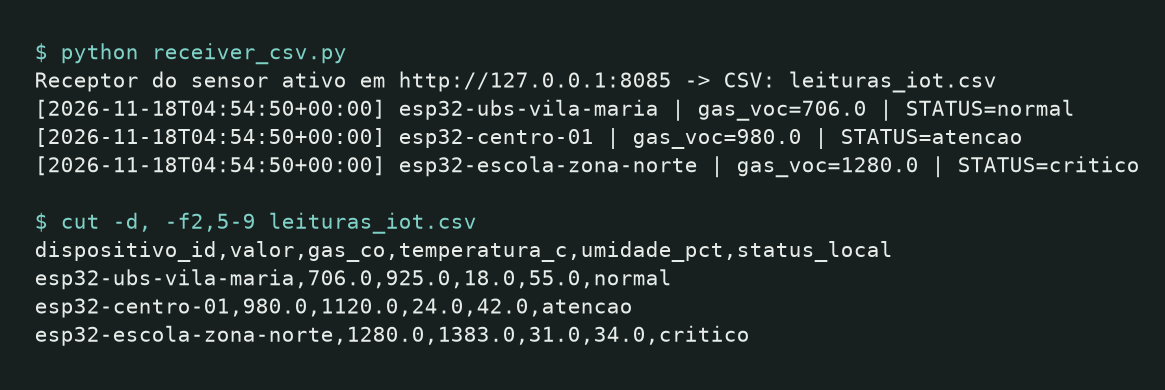 $ python receiver_csv.py
Receptor do sensor ativo em http://127.0.0.1:8085 -> CSV: leituras_iot.csv
[2026-11-18T04:54:50+00:00] esp32-ubs-vila-maria | gas_voc=706.0 | STATUS=normal
[2026-11-18T04:54:50+00:00] esp32-centro-01 | gas_voc=980.0 | STATUS=atencao
[2026-11-18T04:54:50+00:00] esp32-escola-zona-norte | gas_voc=1280.0 | STATUS=critico
$ cut -d, -f2,5-9 leituras_iot.csv
dispositivo_id,valor,gas_co,temperatura_c,umidade_pct,status_local
esp32-ubs-vila-maria,706.0,925.0,18.0,55.0,normal
esp32-centro-01,980.0,1120.0,24.0,42.0,atencao
esp32-escola-zona-norte,1280.0,1383.0,31.0,34.0,critico